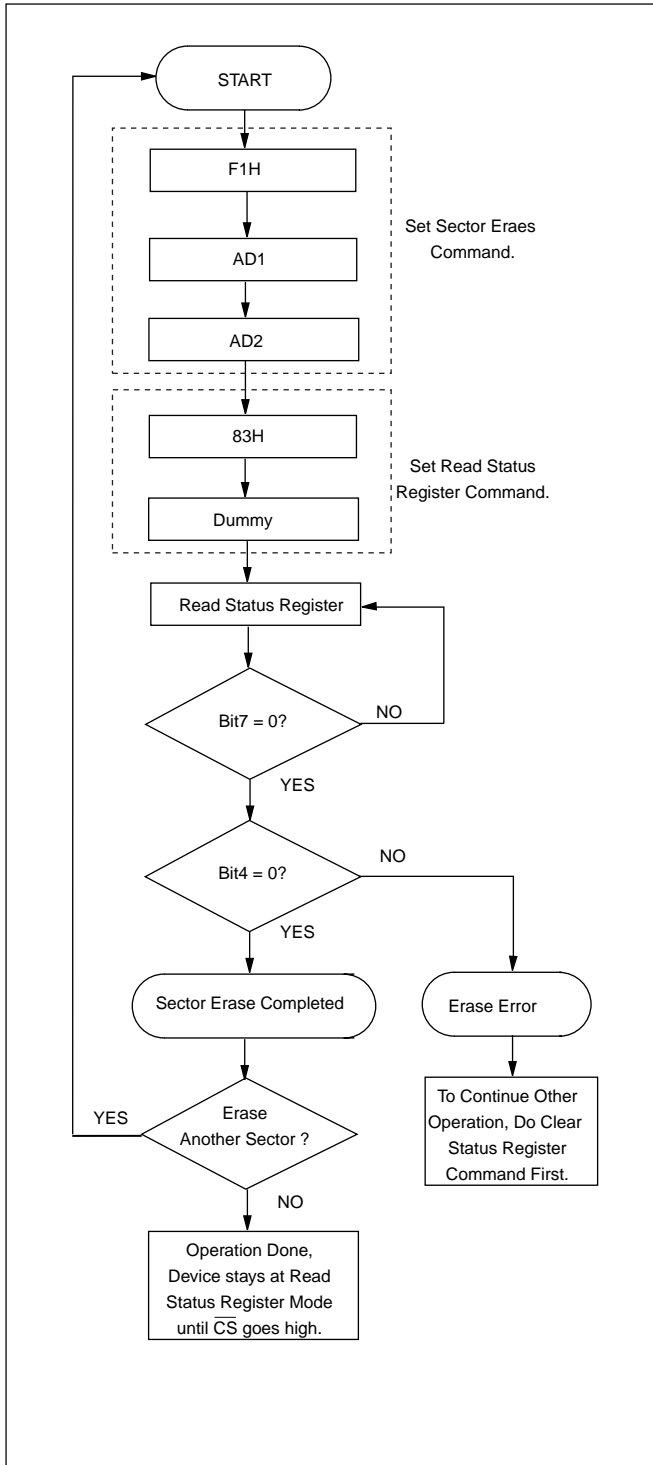 START
F1H
AD1
AD2
Set Sector Eraes
Command.
83H
Dummy
Set Read Status
Register Command.
Read Status Register
Bit7 = 0?
NO
YES
Bit4 = 0?
NO
YES
Sector Erase Completed
Erase Error
To Continue Other
Operation, Do Clear
Status Register
Command First.
Erase
Another Sector ?
YES
NO
Operation Done,
Device stays at Read
Status Register Mode
until C̅S̅ goes high.